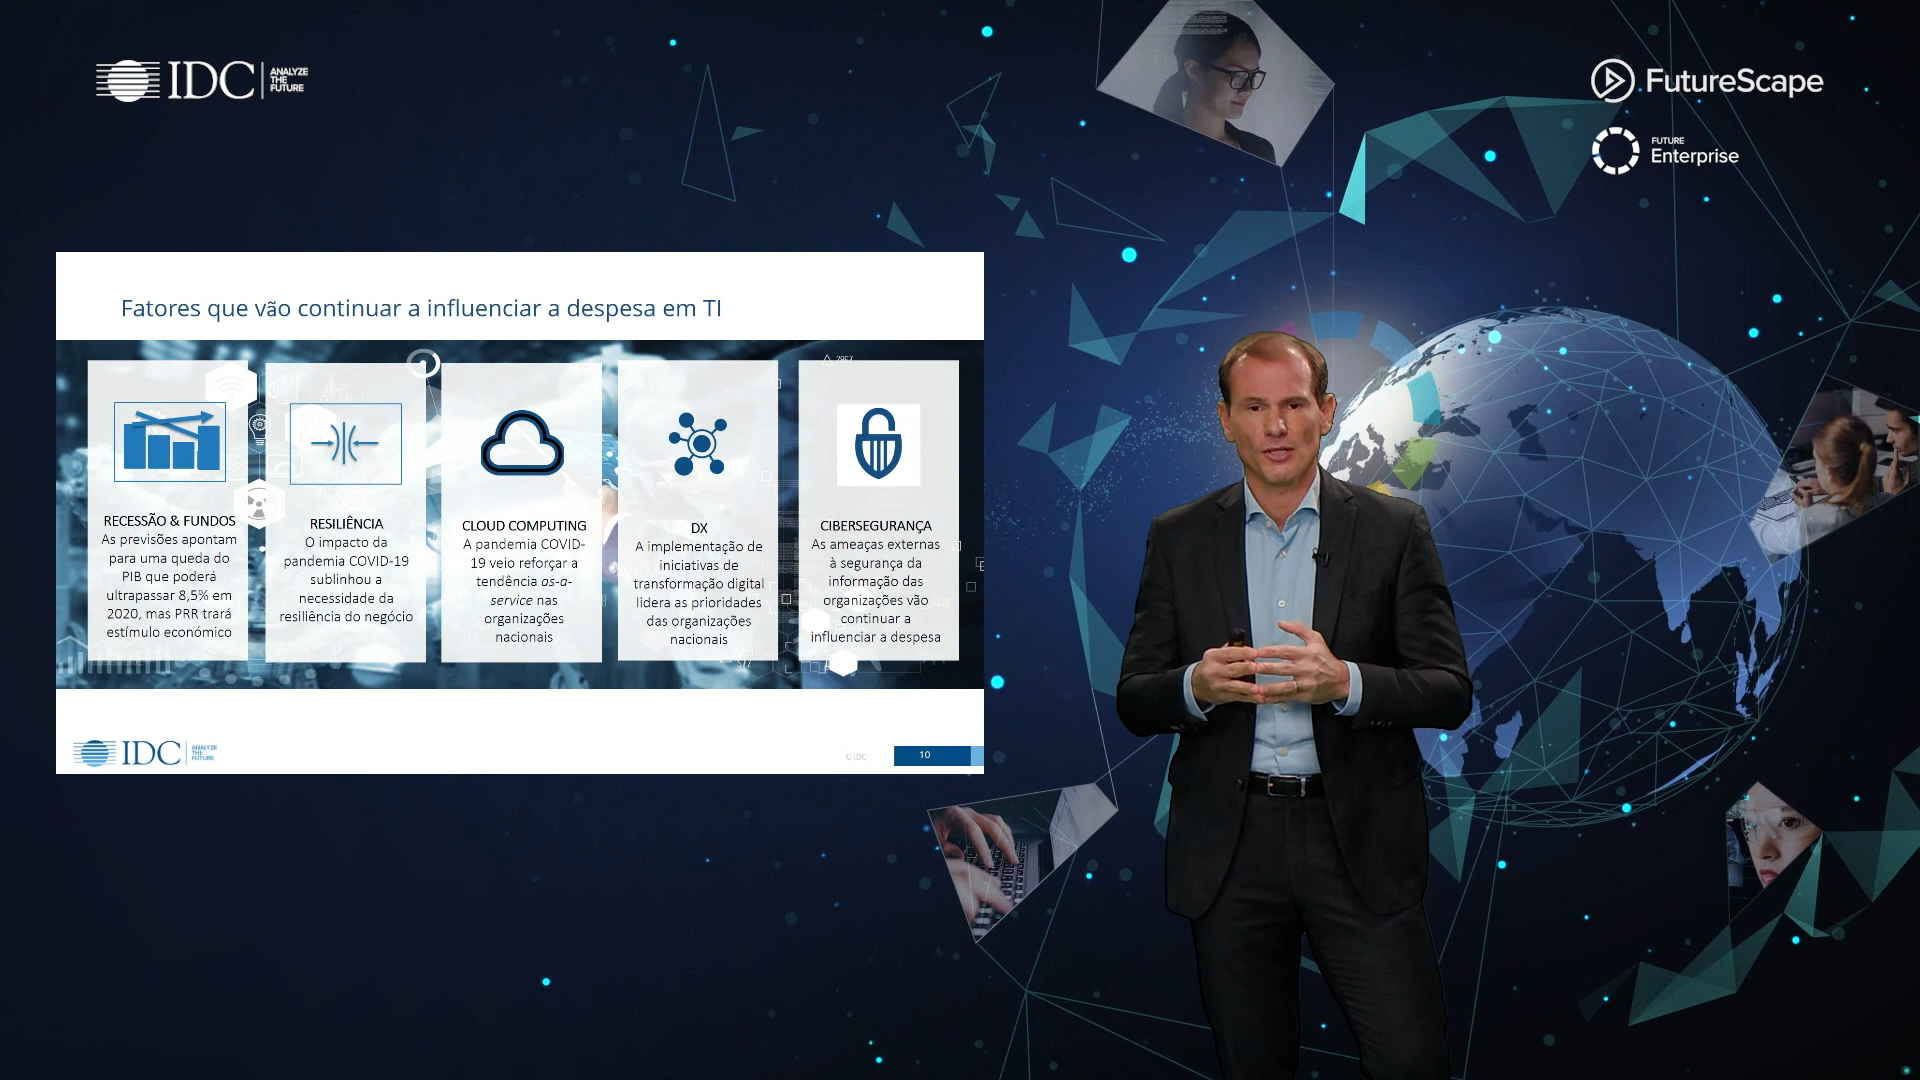 IDC
ANALYZE
THE
FUTURE
FutureScape
FUTURE
Enterprise
Fatores que vão continuar a influenciar a despesa em TI
RECESSÃO & FUNDOS
As previsões apontam
para uma queda do
PIB que poderá
ultrapassar 8,5% em
2020, mas PRR trará
estímulo económico
RESILIÊNCIA
O impacto da
pandemia COVID-19
sublinhou a
necessidade da
resiliência do negócio
CLOUD COMPUTING
A pandemia COVID-
19 veio reforçar a
tendência as-a-
service nas
organizações
nacionais
DX
A implementação de
iniciativas de
transformação digital
lidera as prioridades
das organizações
nacionais
CIBERSEGURANÇA
As ameaças externas
à segurança da
informação das
organizações vão
continuar a
influenciar a despesa
IDC
ANALYZE
THE
FUTURE
© IDC
10